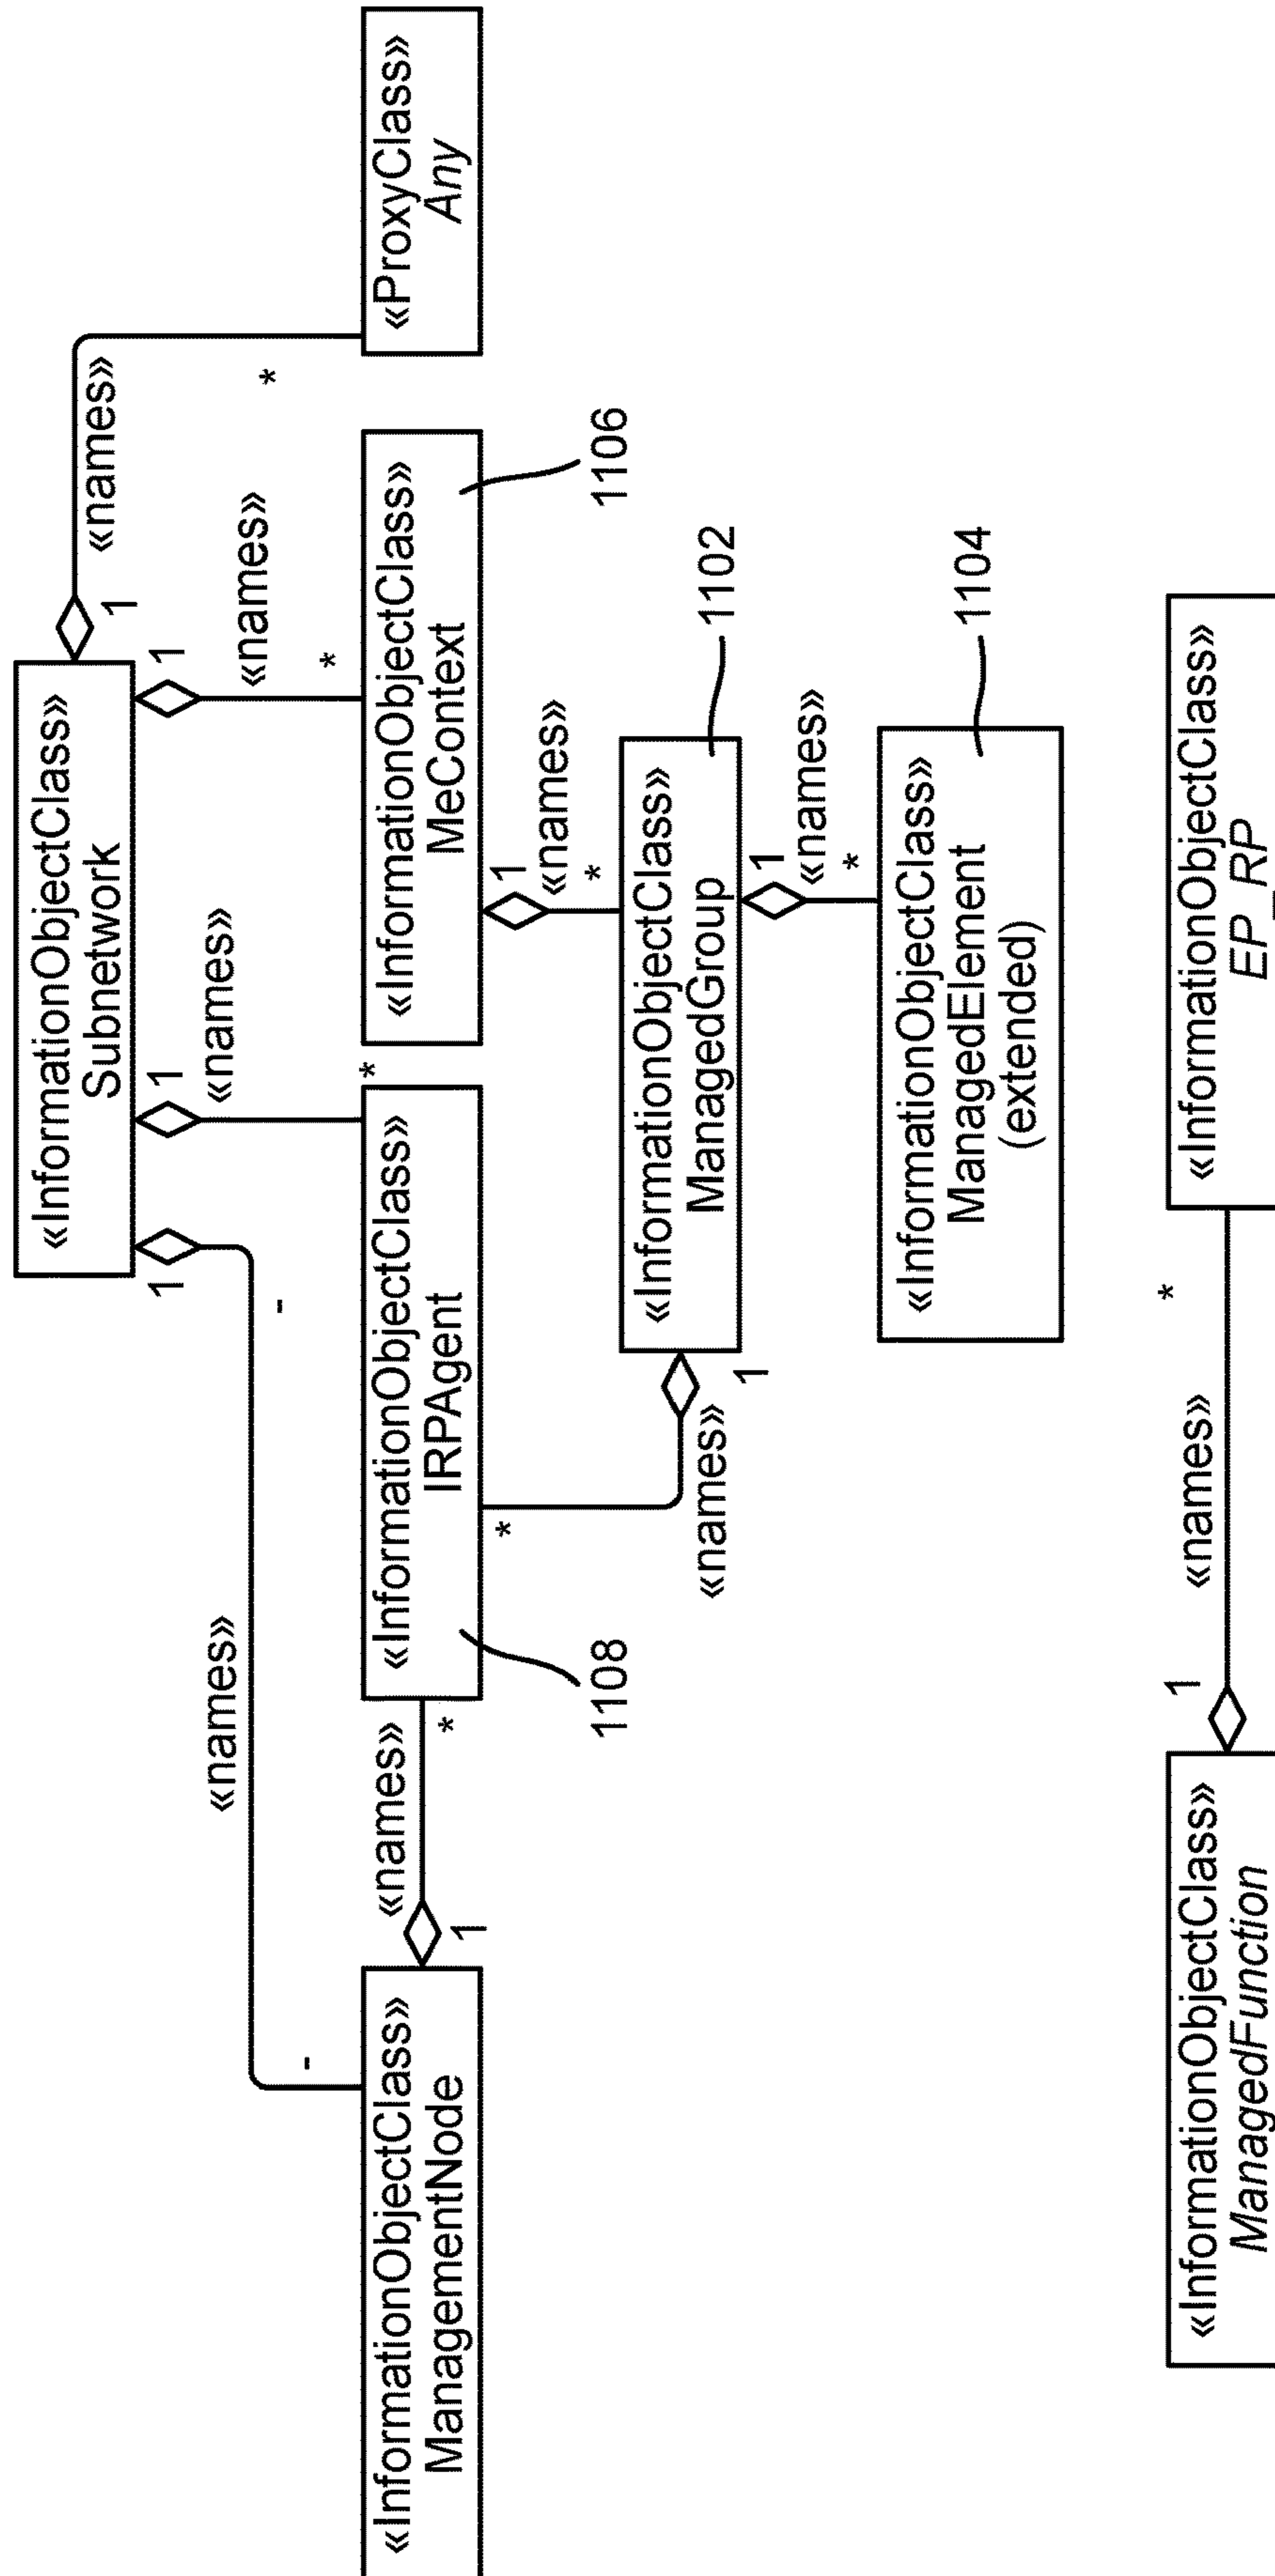 «InformationObjectClass»
Subnetwork
«names»
1
1
1
1
«names»
«names»
«names»
*
-
-
*
*
«InformationObjectClass»
ManagementNode
«names»
1
*
«InformationObjectClass»
IRPAgent
«InformationObjectClass»
MeContext
«ProxyClass»
Any
*
1
«names»
*
1108
1106
«InformationObjectClass»
ManagedGroup
1102
«names»
1
1
«names»
*
«InformationObjectClass»
ManagedElement
(extended)
1104
«InformationObjectClass»
ManagedFunction
1
«names»
*
«InformationObjectClass»
EP_RP